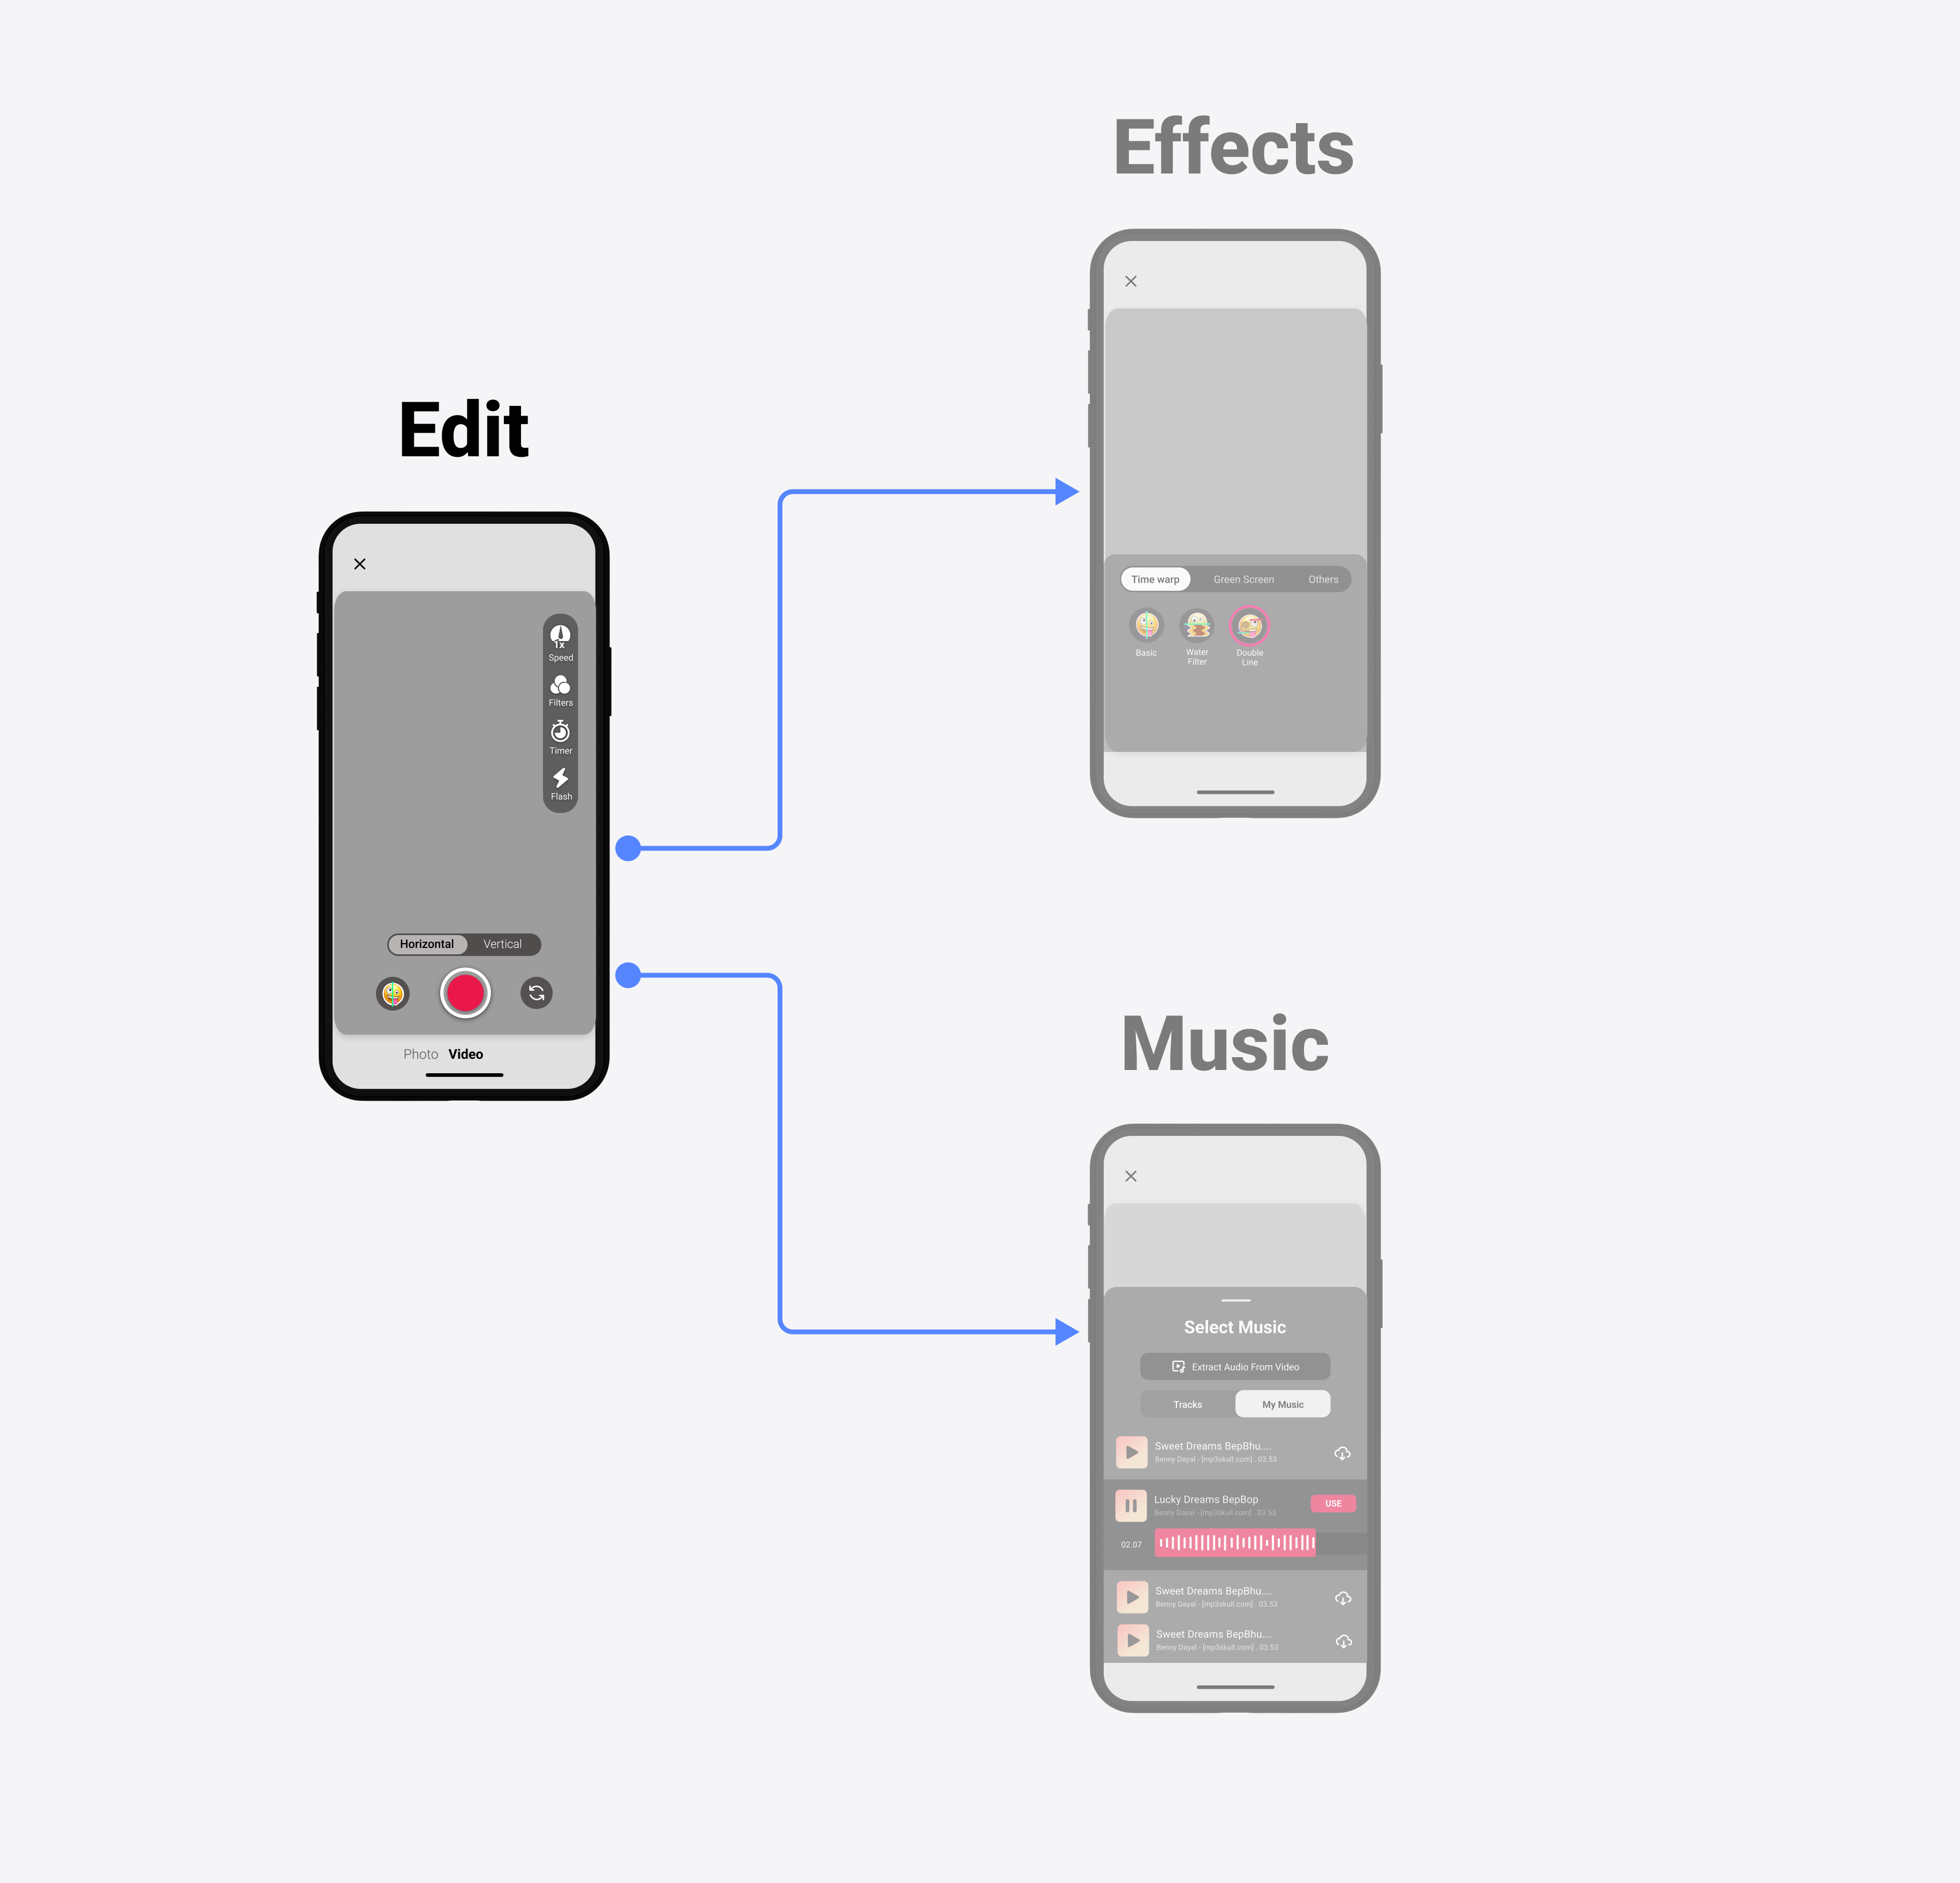 Edit
1x
Speed
Filters
Timer
Flash
Horizontal Vertical
Photo Video
Effects
Time warp Green Screen Others
Basic
Water
Filter
Double
Line
Music
Select Music
Extract Audio From Video
Tracks My Music
Sweet Dreams BepBhu....
Benny Dayal - [mp3skull.com] . 03.53
Lucky Dreams BepBop
Benny Dayal - [mp3skull.com] . 03.53
USE
02.07
Sweet Dreams BepBhu....
Benny Dayal - [mp3skull.com] . 03.53
Sweet Dreams BepBhu....
Benny Dayal - [mp3skull.com] . 03.53